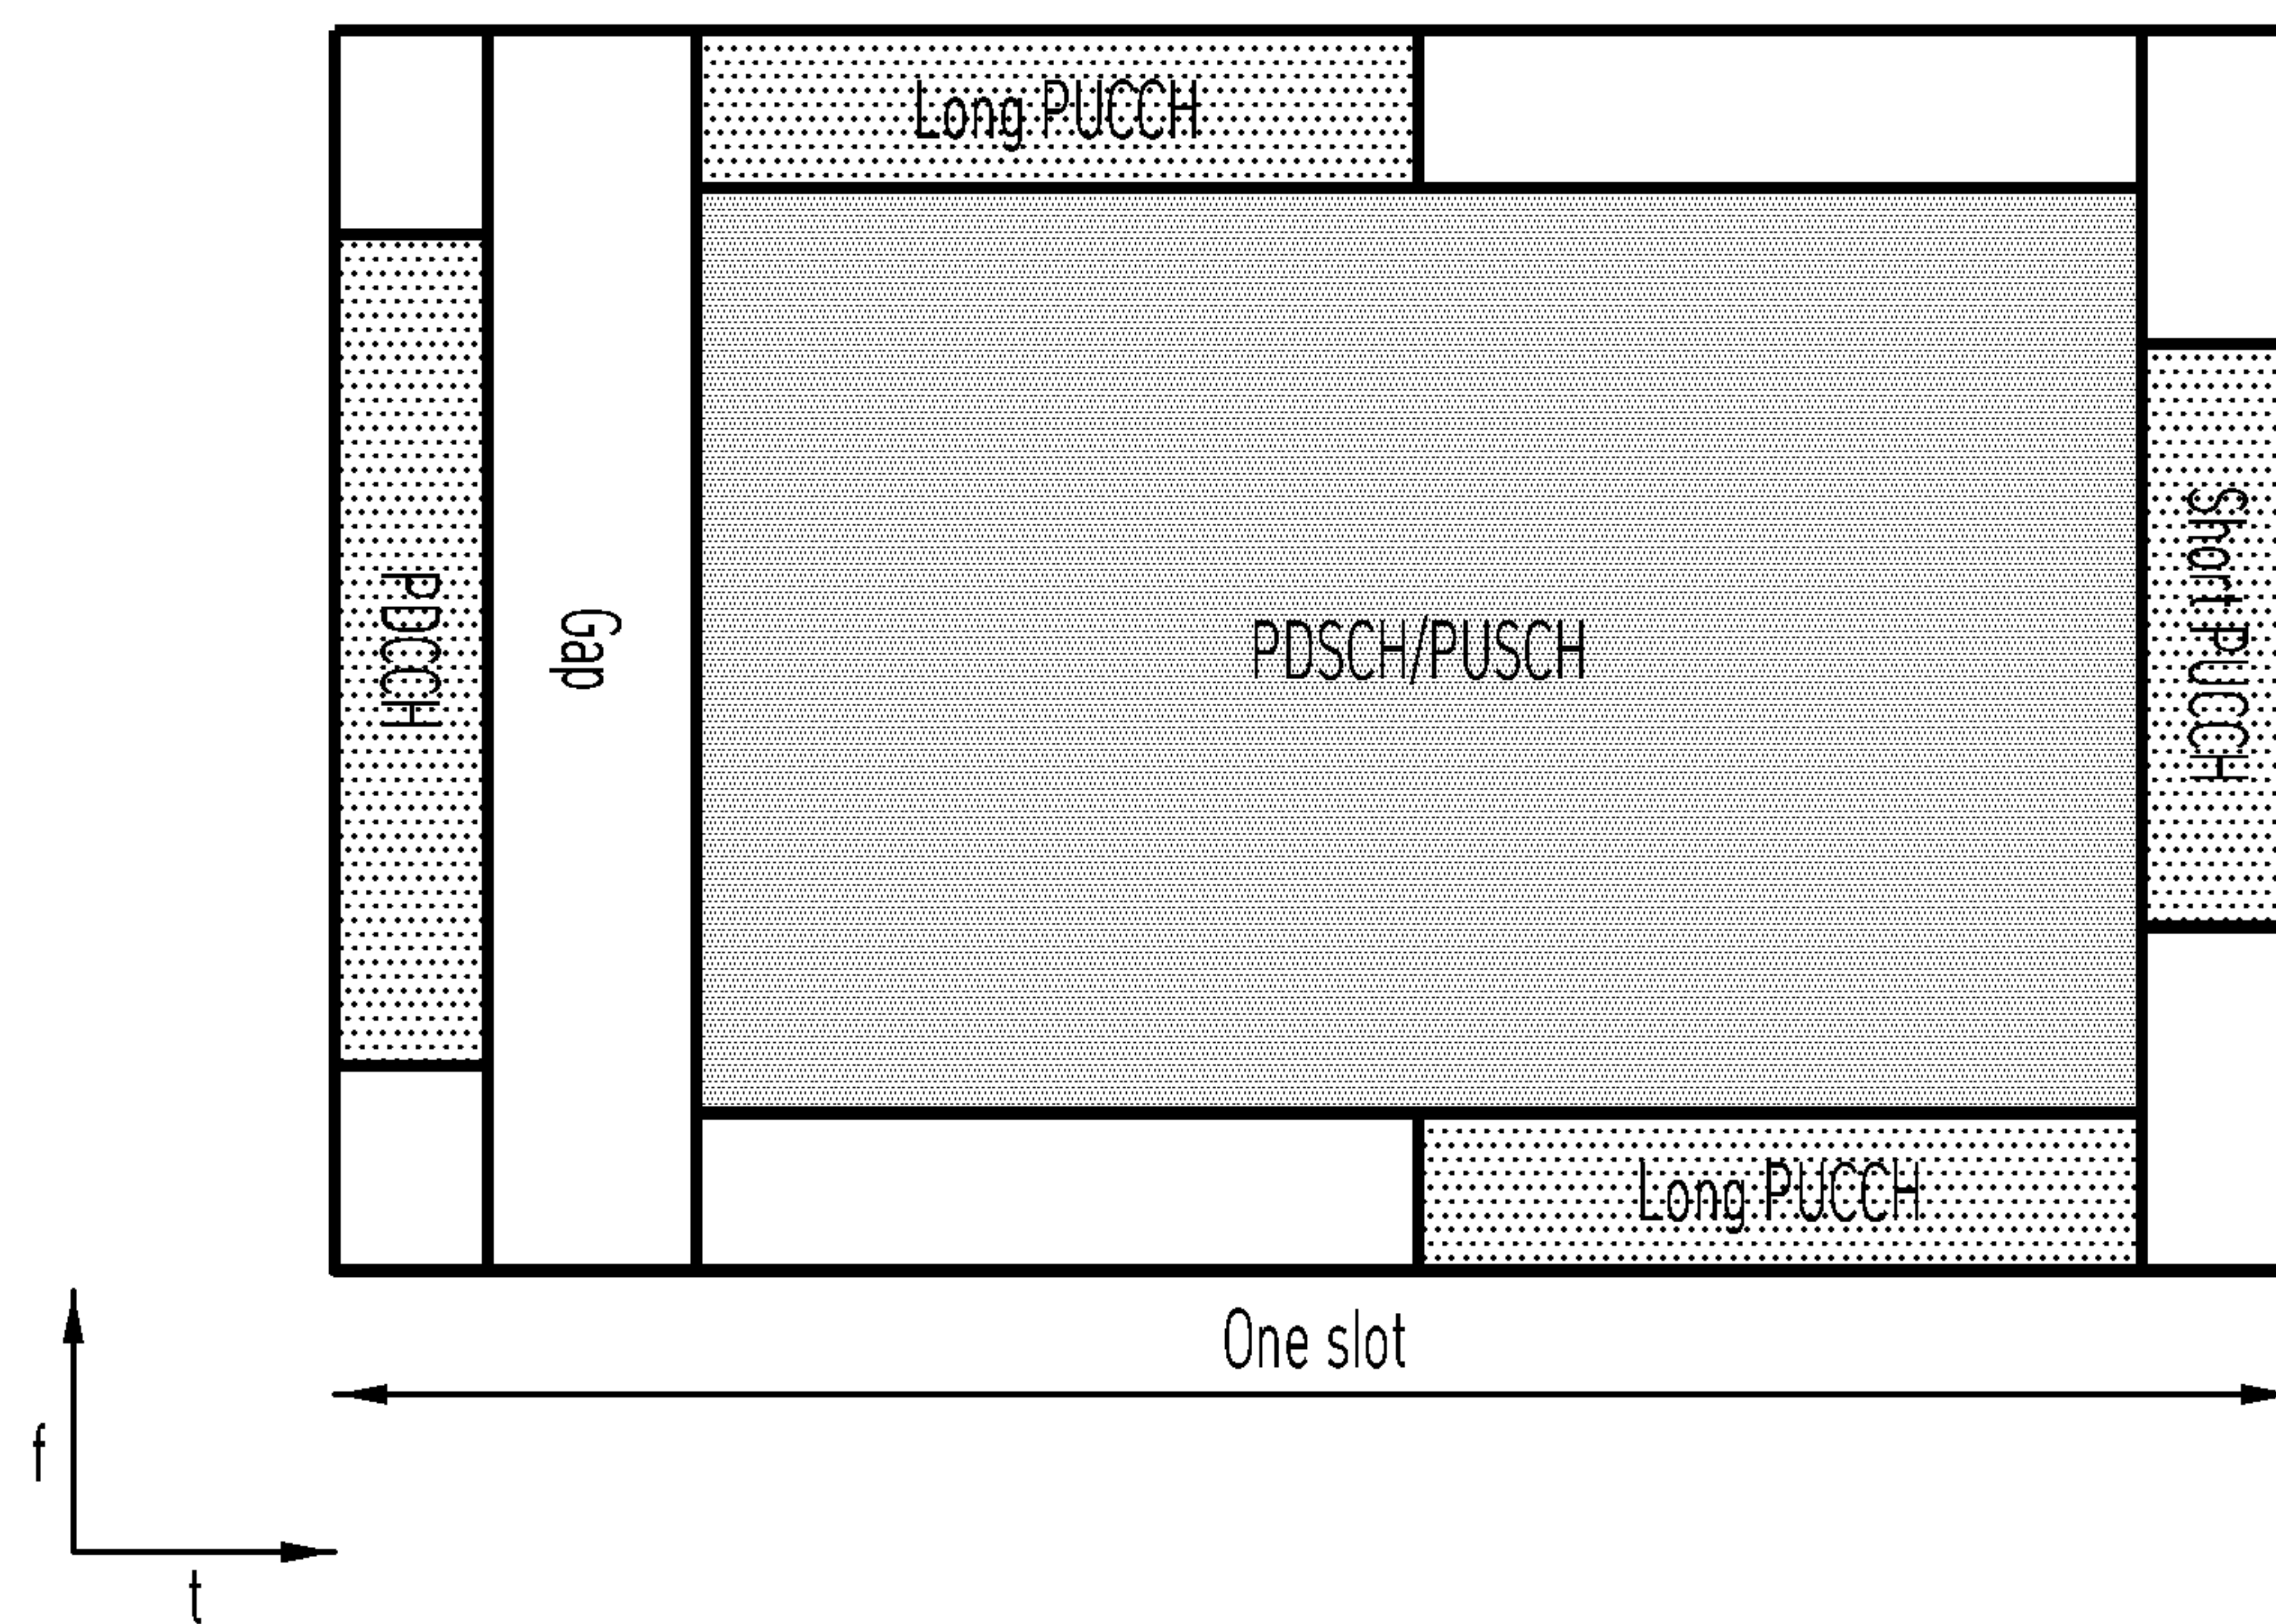 Long PUCCH
PDCCH
Gap
PDSCH/PUSCH
Short PUCCH
Long PUCCH
One slot
f
t